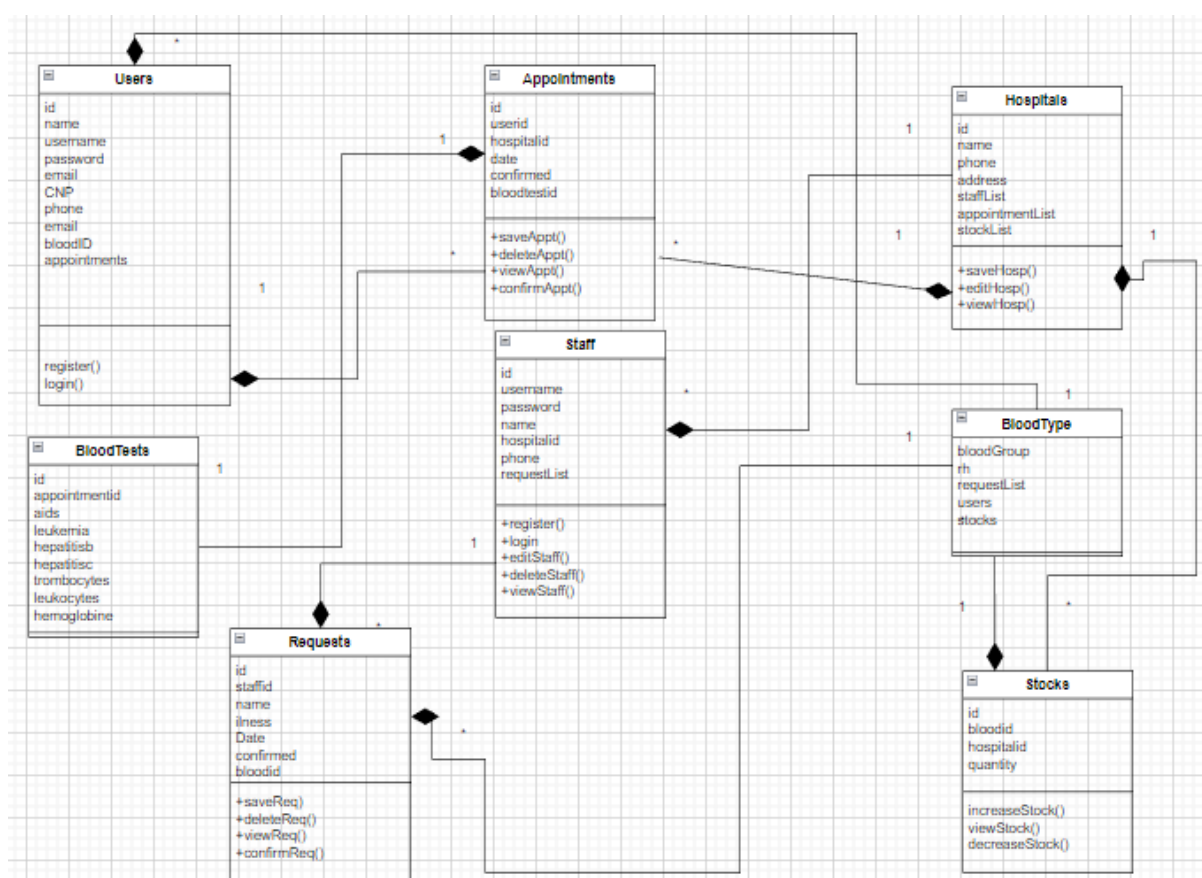 Users
id
name
username
password
email
CNP
phone
email
bloodID
appointments
register()
login()
Appointments
id
userid
hospitalid
date
confirmed
bloodtestid
+saveAppt()
+deleteAppt()
+viewAppt()
+confirmAppt()
Hospitals
id
name
phone
address
staffList
appointmentList
stockList
+saveHosp()
+editHosp()
+viewHosp()
Staff
id
username
password
name
hospitalid
phone
requestList
+register()
+login
+editStaff()
+deleteStaff()
+viewStaff()
BloodType
bloodGroup
rh
requestList
users
stocks
BloodTests
id
appointmentid
aids
leukemia
hepatitisb
hepatitisc
trombocytes
leukocytes
hemoglobine
Requests
id
staffid
name
ilness
Date
confirmed
bloodid
+saveReq)
+deleteReq()
+viewReq()
+confirmReq()
Stocks
id
bloodid
hospitalid
quantity
increaseStock()
viewStock()
decreaseStock()
*
1
1
*
1
*
1
1
*
1
1
1
1
*
*
1
*